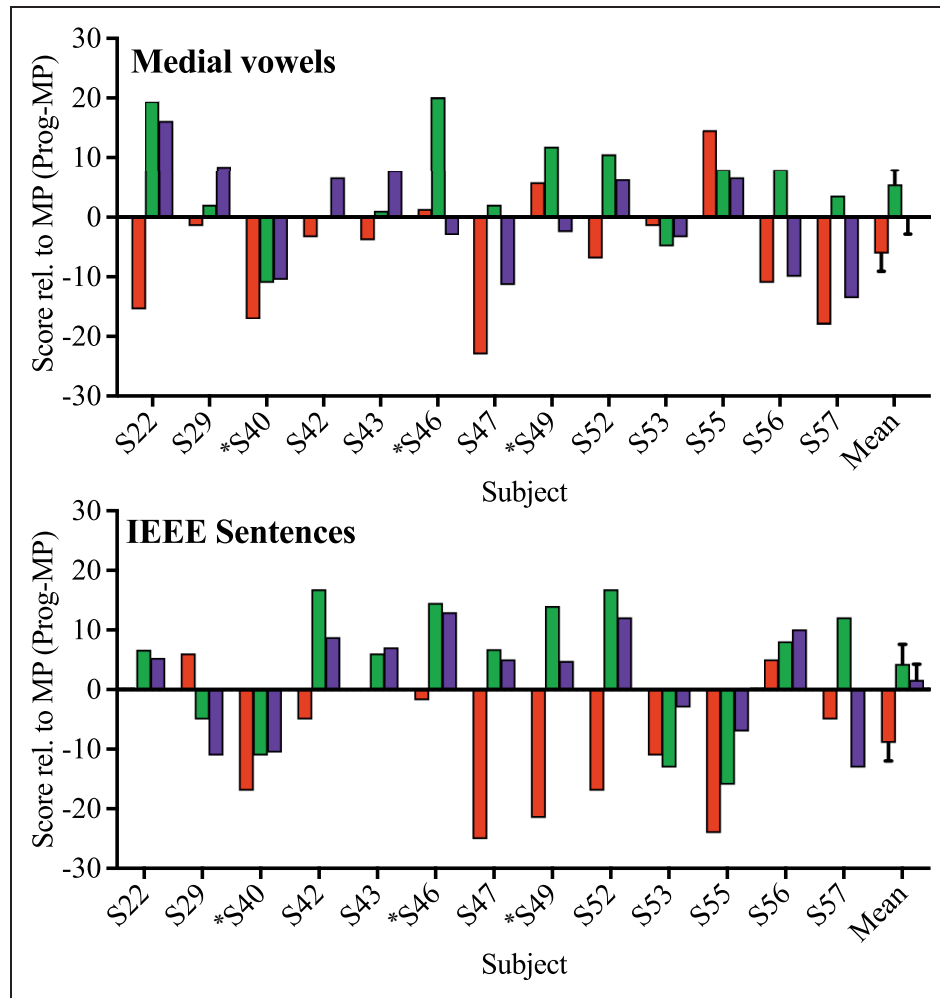 Medial vowels
Score rel. to MP (Prog-MP)
30
20
10
0
-10
-20
-30
S22
S29
*S40
S42
S43
*S46
S47
*S49
S52
S53
S55
S56
S57
Mean
Subject
IEEE Sentences
Score rel. to MP (Prog-MP)
30
20
10
0
-10
-20
-30
S22
S29
*S40
S42
S43
*S46
S47
*S49
S52
S53
S55
S56
S57
Mean
Subject